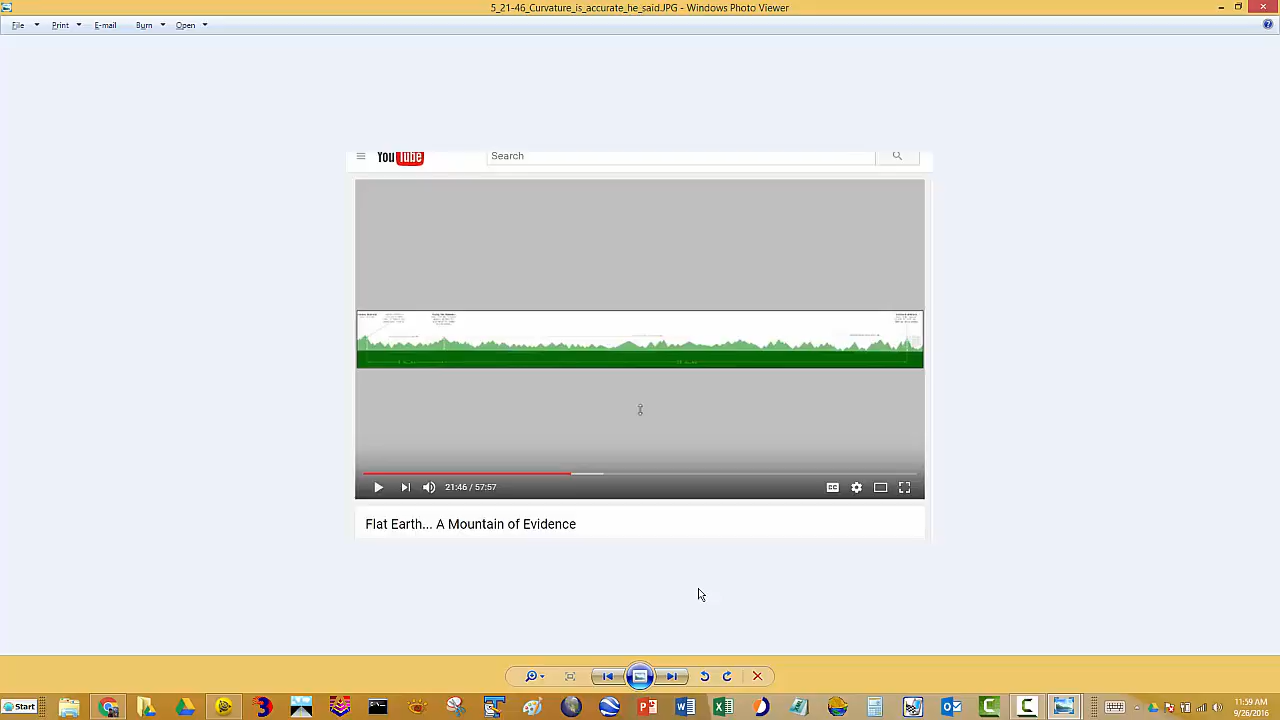 5_21-46_Curvature_is_accurate_he_said.JPG - Windows Photo Viewer
File Print E-mail Burn Open
YouTube Search
21:46 / 57:57 CC
Flat Earth... A Mountain of Evidence
Start
11:59 AM
9/26/2016